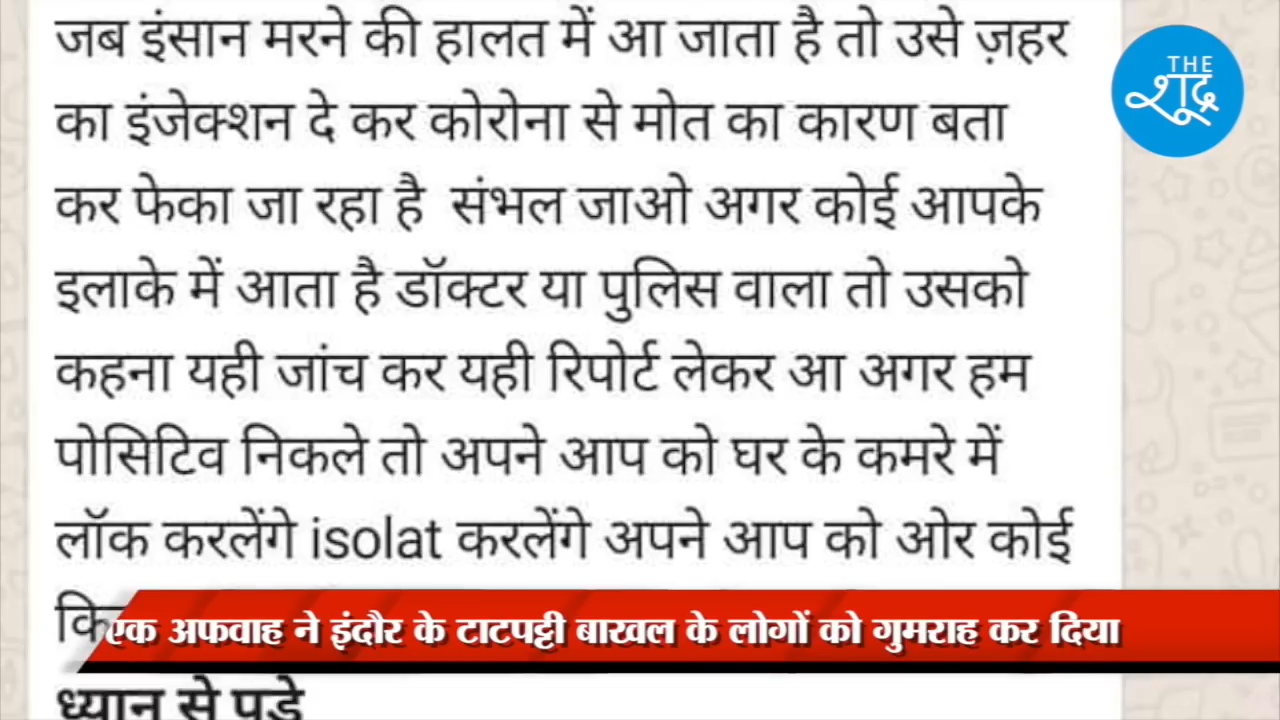 जब इंसान मरने की हालत में आ जाता है तो उसे ज़हर
का इंजेक्शन दे कर कोरोना से मोत का कारण बता
कर फेका जा रहा है संभल जाओ अगर कोई आपके
इलाके में आता है डॉक्टर या पुलिस वाला तो उसको
कहना यही जांच कर यही रिपोर्ट लेकर आ अगर हम
पोसिटिव निकले तो अपने आप को घर के कमरे में
लॉक करलेंगे isolat करलेंगे अपने आप को ओर कोई
एक अफवाह ने इंदौर के टाटपट्टी बाखल के लोगों को गुमराह कर दिया
ध्यान से पड़े
THE
शूद्र